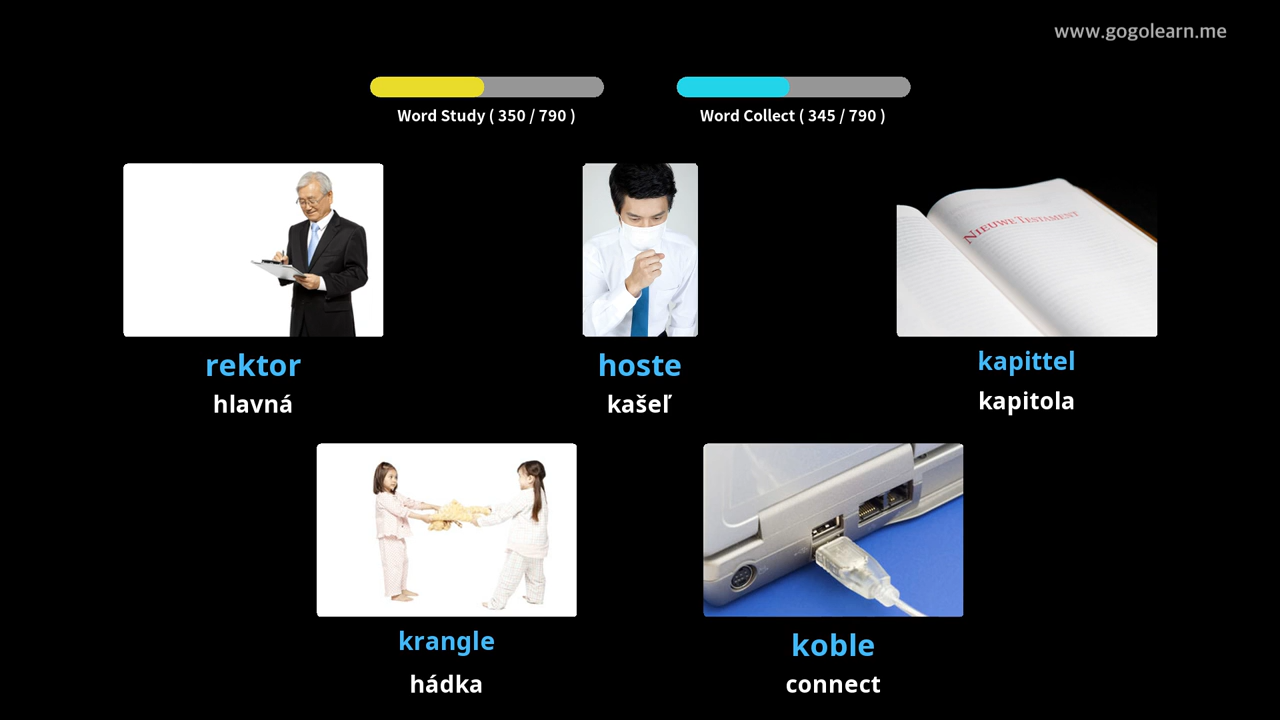 www.gogolearn.me
Word Study ( 350 / 790 )
Word Collect ( 345 / 790 )
NIEUWE TESTAMENT
rektor
hlavná
hoste
kašeľ
kapittel
kapitola
krangle
hádka
koble
connect